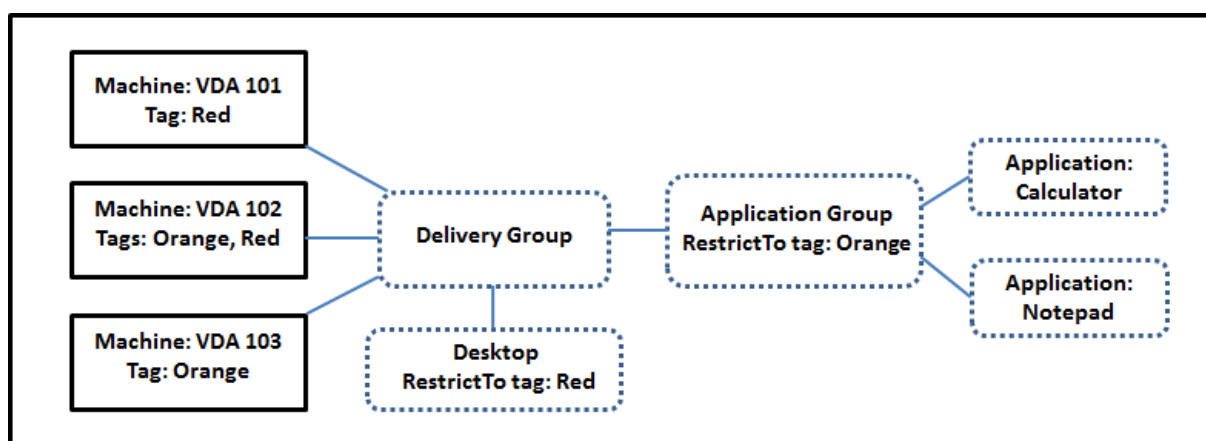 Machine: VDA 101
Tag: Red
Machine: VDA 102
Tags: Orange, Red
Machine: VDA 103
Tag: Orange
Delivery Group
Desktop
RestrictTo tag: Red
Application Group
RestrictTo tag: Orange
Application:
Calculator
Application:
Notepad